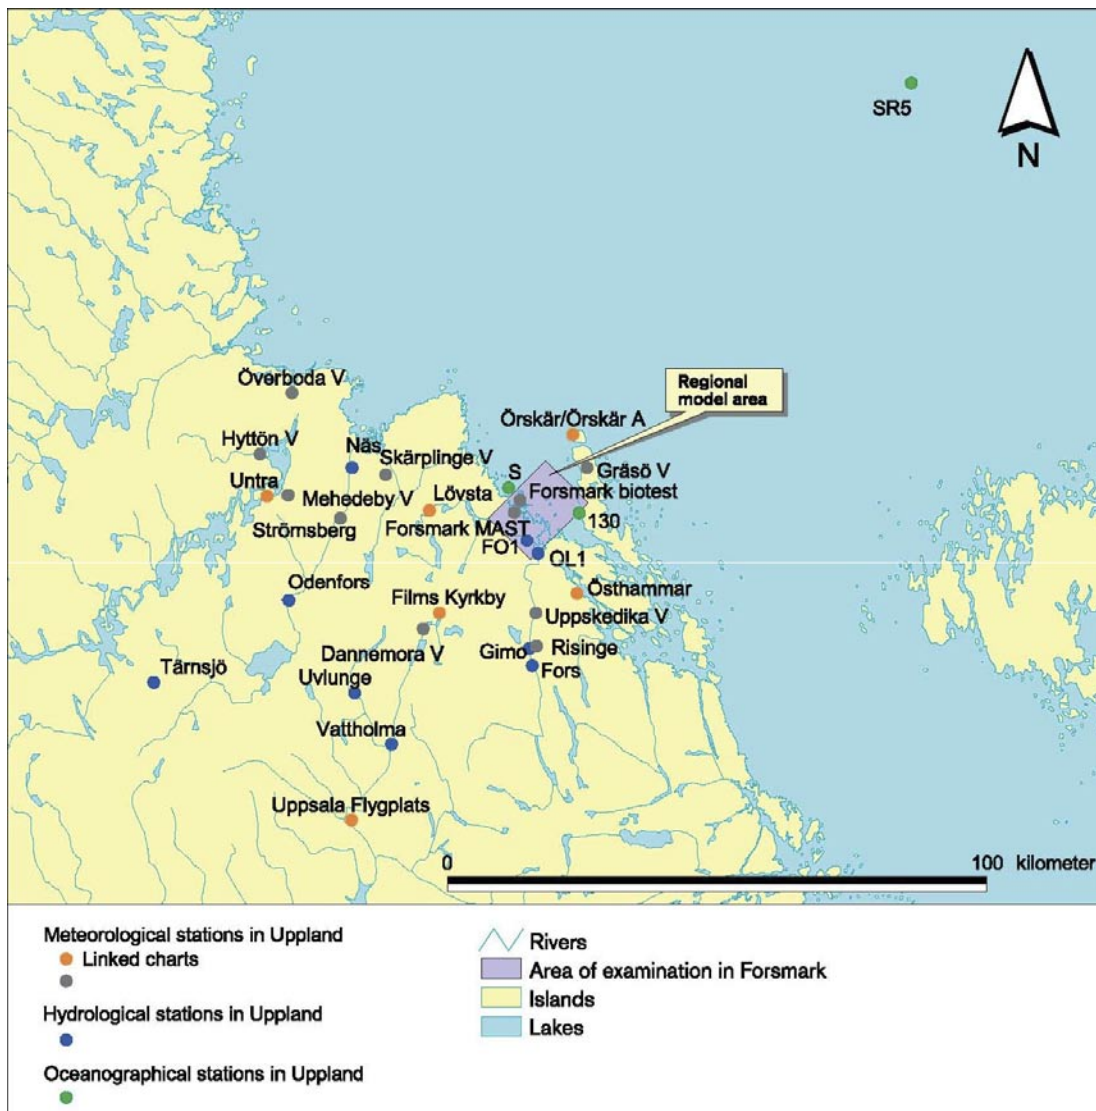 SR5
N
Överboda V
Regional
model area
Örskär/Örskär A
Hyttön V
Näs
Skärplinge V
S
Gräsö V
Untra
Mehedeby V
Lövsta
Forsmark biotest
Strömsberg
Forsmark MAST
130
FO1
OL1
Odenfors
Films Kyrkby
Östhammar
Uppskedika V
Dannemora V
Gimo
Risinge
Tärnsjö
Uvlunge
Fors
Vattholma
Uppsala Flygplats
0
100 kilometer
Meteorological stations in Uppland
Linked charts
Hydrological stations in Uppland
Oceanographical stations in Uppland
Rivers
Area of examination in Forsmark
Islands
Lakes